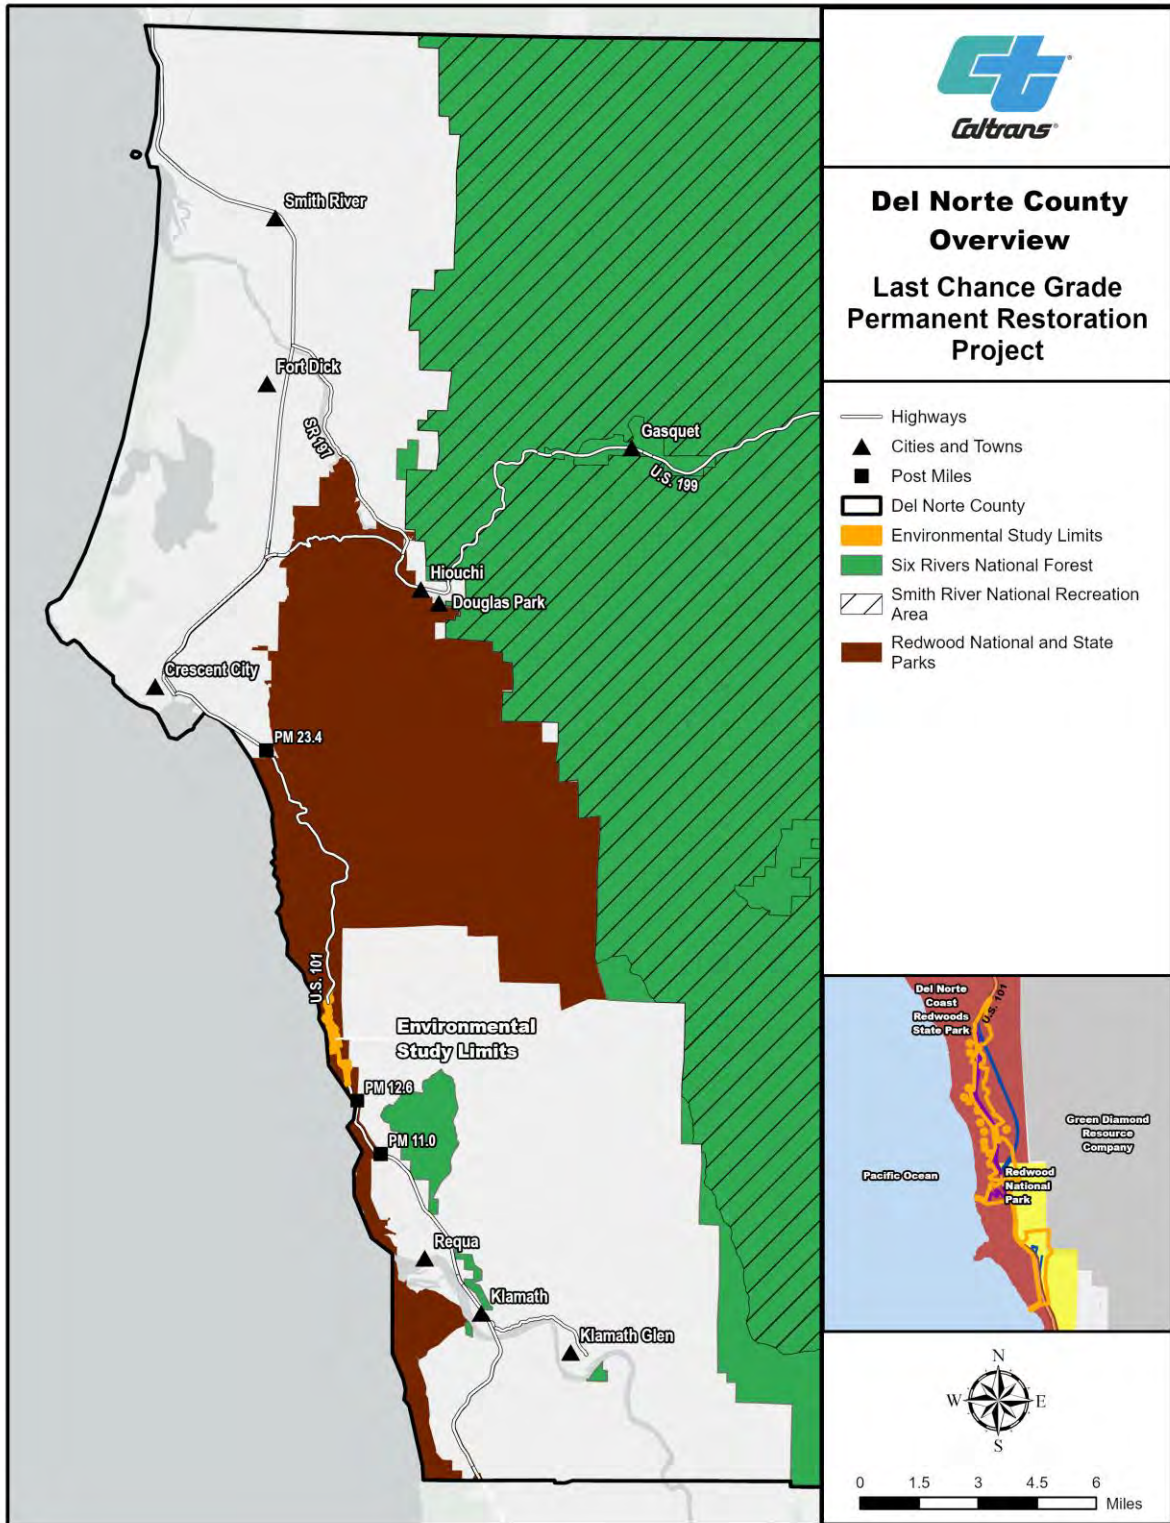 Caltrans®
Del Norte County
Overview
Last Chance Grade
Permanent Restoration
Project
Highways
Cities and Towns
Post Miles
Del Norte County
Environmental Study Limits
Six Rivers National Forest
Smith River National Recreation
Area
Redwood National and State
Parks
Smith River
Fort Dick
SR 197
Gasquet
U.S. 199
Hiouchi
Douglas Park
Crescent City
PM 23.4
U.S. 101
Environmental
Study Limits
PM 12.6
PM 11.0
Requa
Klamath
Klamath Glen
Del Norte
Coast
Redwoods
State Park
U.S. 101
Green Diamond
Resource
Company
Pacific Ocean
Redwood
National
Park
N
W E
S
0 1.5 3 4.5 6
Miles